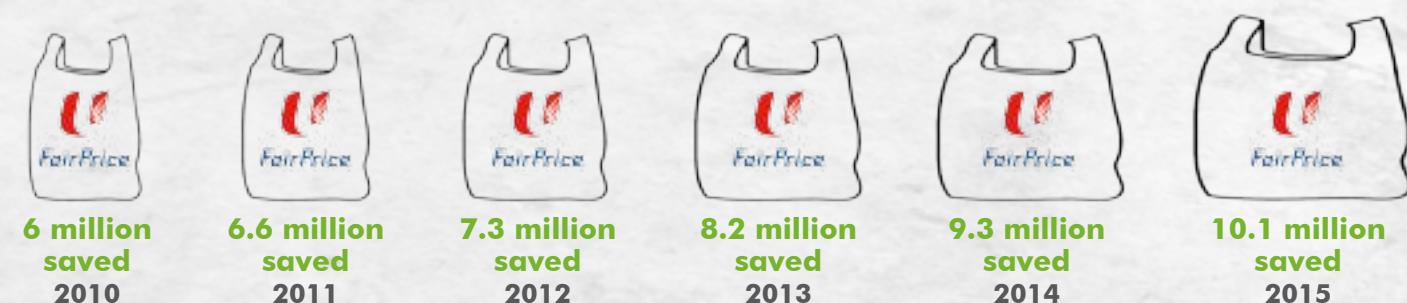 FairPrice
FairPrice
FairPrice
FairPrice
FairPrice
FairPrice
6 million
saved
2010
6.6 million
saved
2011
7.3 million
saved
2012
8.2 million
saved
2013
9.3 million
saved
2014
10.1 million
saved
2015